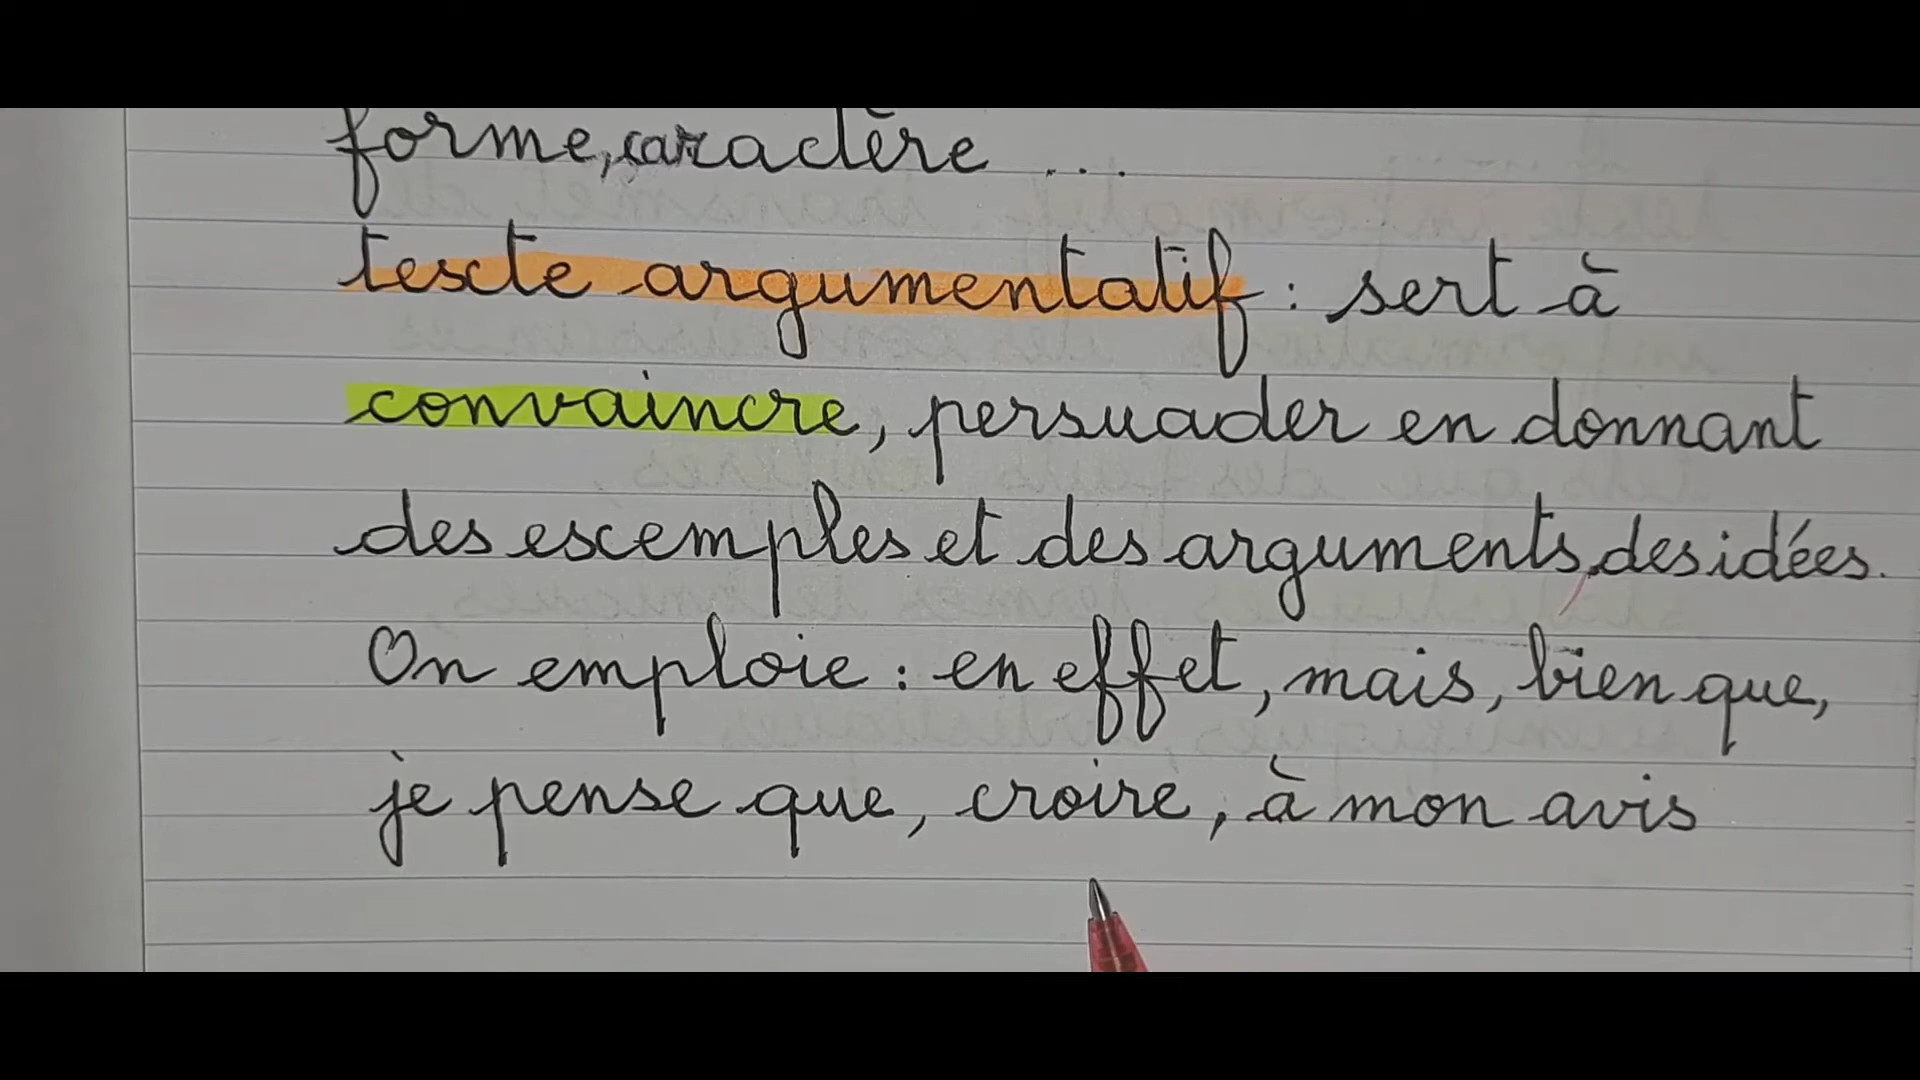 forme, caractère ...
texte argumentatif : sert à
convaincre, persuader en donnant
des exemples et des arguments, des idées.
On emploie : en effet, mais, bien que,
je pense que, croire, à mon avis